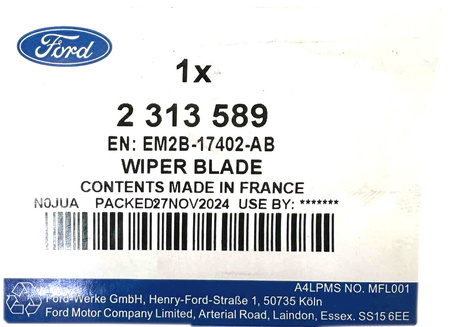 Ford
1x
2 313 589
EN: EM2B-17402-AB
WIPER BLADE
CONTENTS MADE IN FRANCE
N0JUA PACKED27NOV2024 USE BY: *******
A4LPMS NO. MFL001
Ford-Werke GmbH, Henry-Ford-Straße 1, 50735 Köln
Ford Motor Company Limited, Arterial Road, Laindon, Essex. SS15 6EE